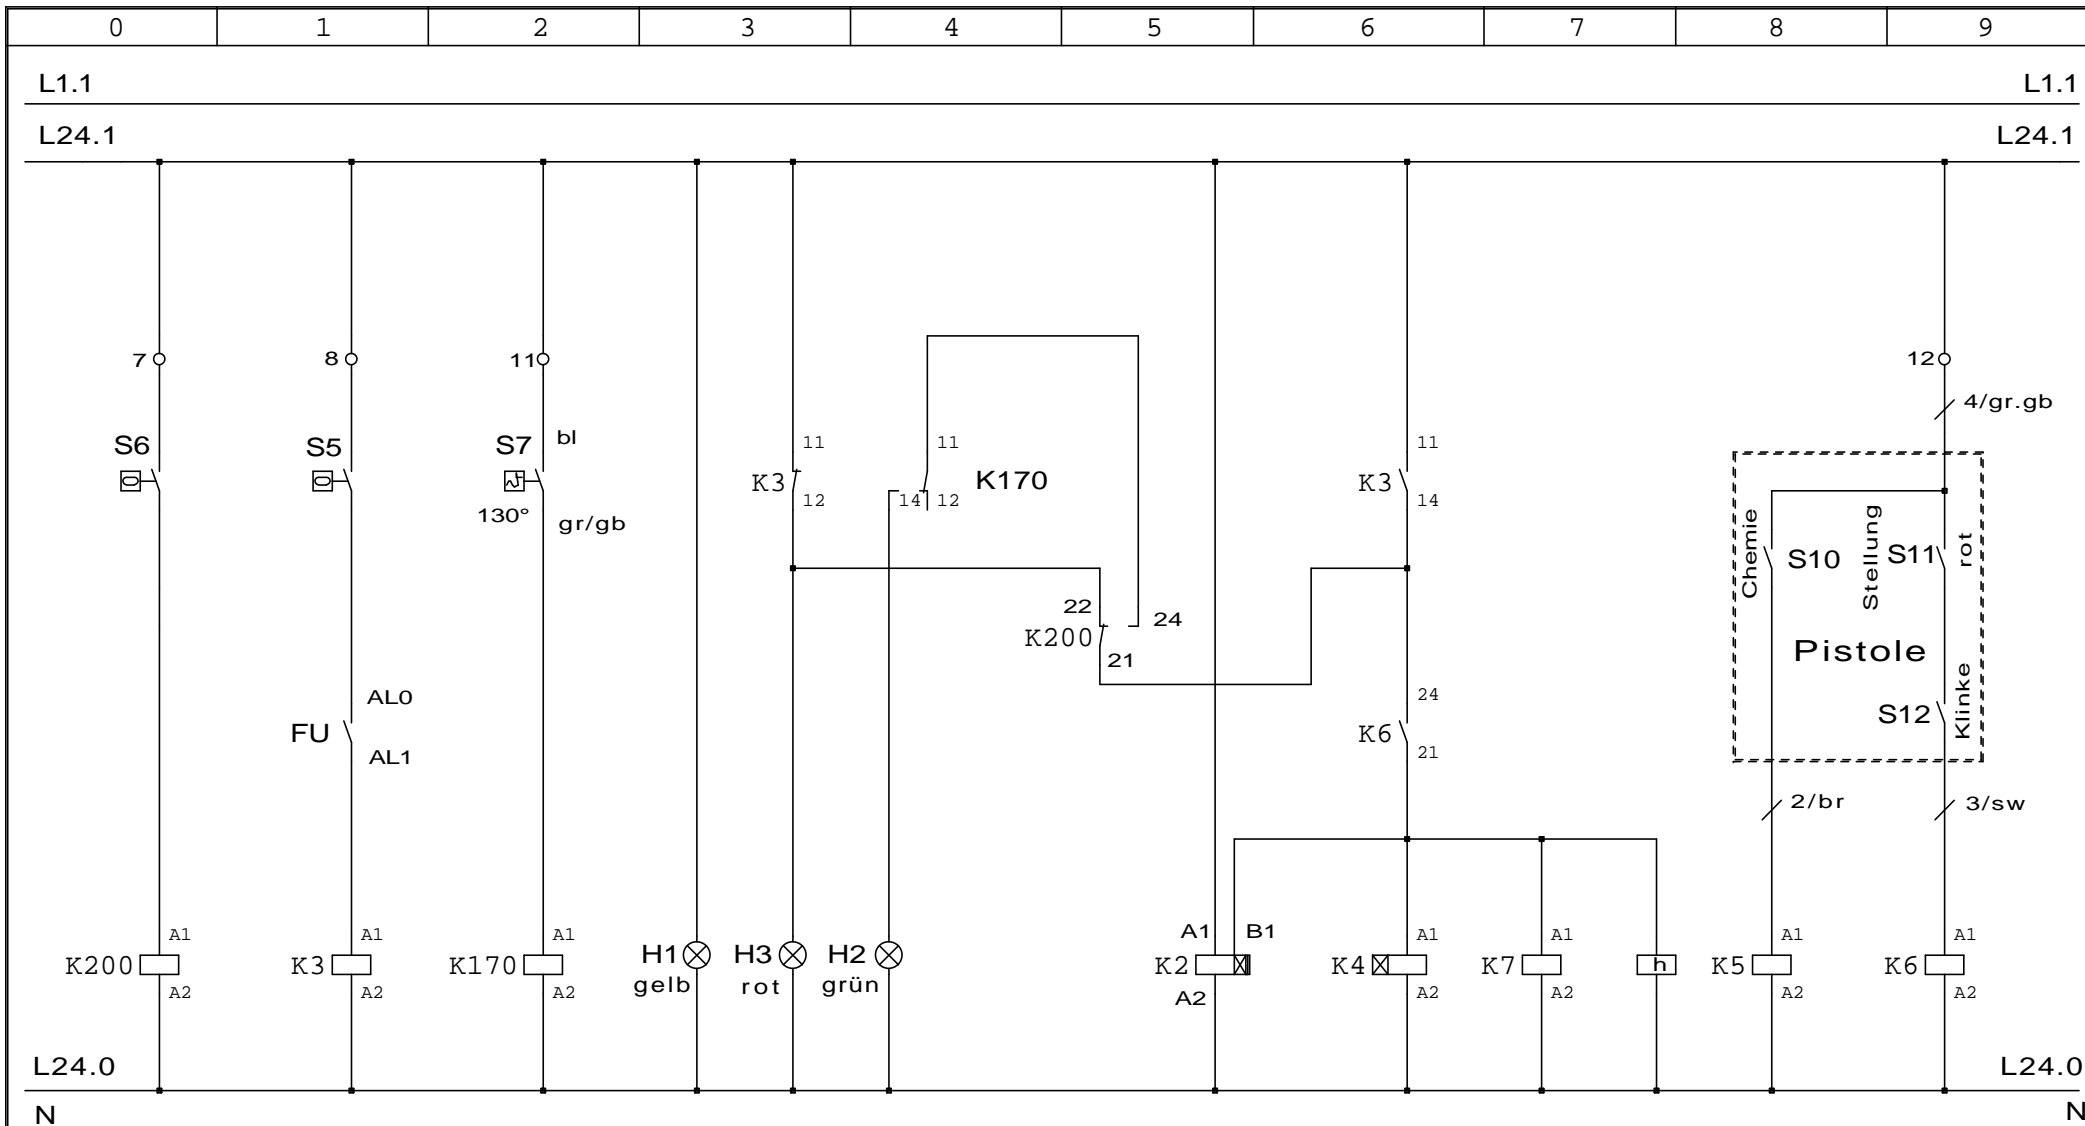 0 1 2 3 4 5 6 7 8 9
L1.1 L1.1
L24.1 L24.1
7 8 11 12
4/gr.gb
S6 S5 S7 bl
11 11 11
K3 K170 K3
130° gr/gb
12 14 12 14
Chemie
S10
Stellung
S11
rot
22 24
K200
21
Pistole
AL0
FU
AL1
24
K6
21
S12
Klinke
2/br 3/sw
A1 A1 A1 A1 B1 A1 A1 A1 A1
K200 K3 K170 H1 H3 H2 K2 K4 K7 h K5 K6
gelb rot grün
A2 A2 A2 A2 A2 A2 A2 A2
L24.0 L24.0
N N